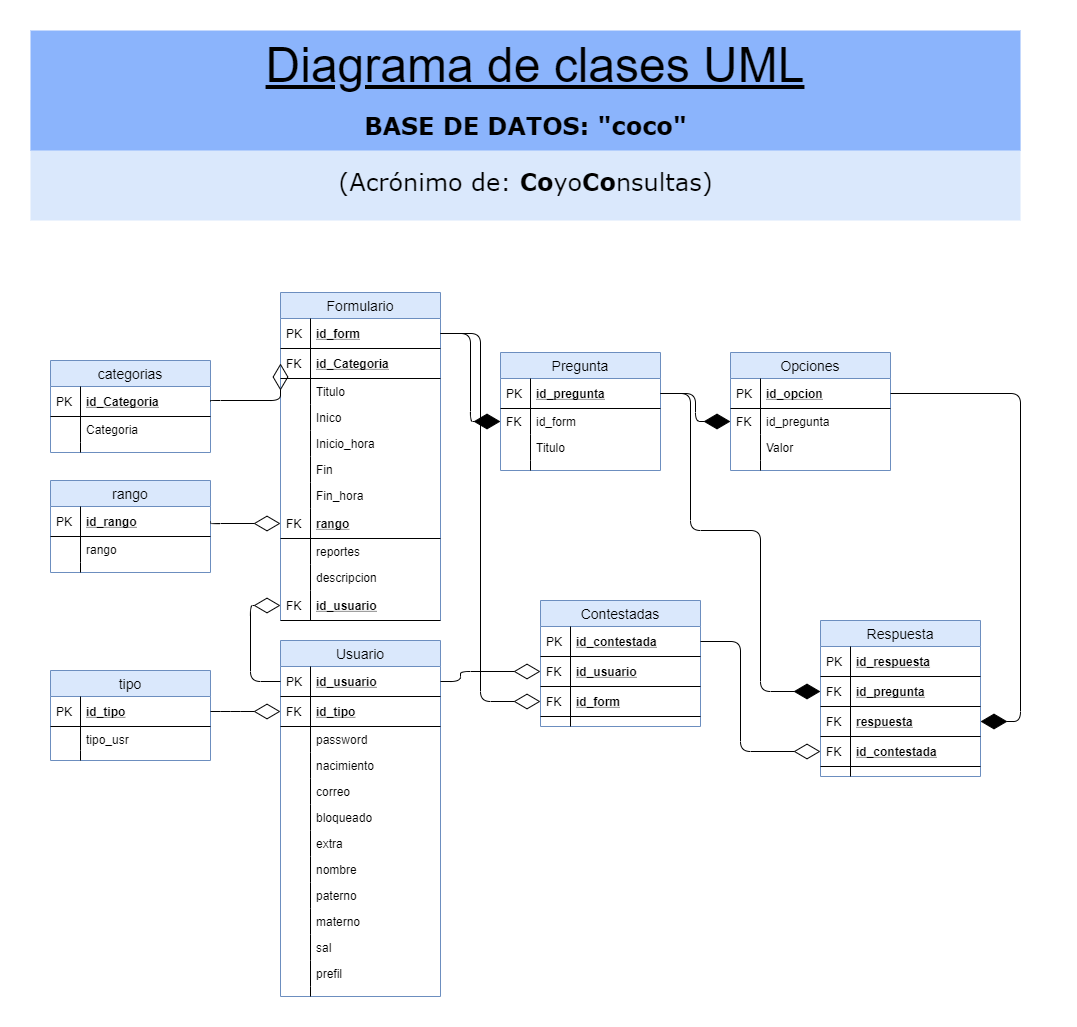 Diagrama de clases UML
BASE DE DATOS: "coco"
(Acrónimo de: CoyoConsultas)
categorias
PK id_Categoria
Categoria
rango
PK id_rango
rango
tipo
PK id_tipo
tipo_usr
Formulario
PK id_form
FK id_Categoria
Titulo
Inico
Inicio_hora
Fin
Fin_hora
FK rango
reportes
descripcion
FK id_usuario
Usuario
PK id_usuario
FK id_tipo
password
nacimiento
correo
bloqueado
extra
nombre
paterno
materno
sal
prefil
Pregunta
PK id_pregunta
FK id_form
Titulo
Opciones
PK id_opcion
FK id_pregunta
Valor
Contestadas
PK id_contestada
FK id_usuario
FK id_form
Respuesta
PK id_respuesta
FK id_pregunta
FK respuesta
FK id_contestada